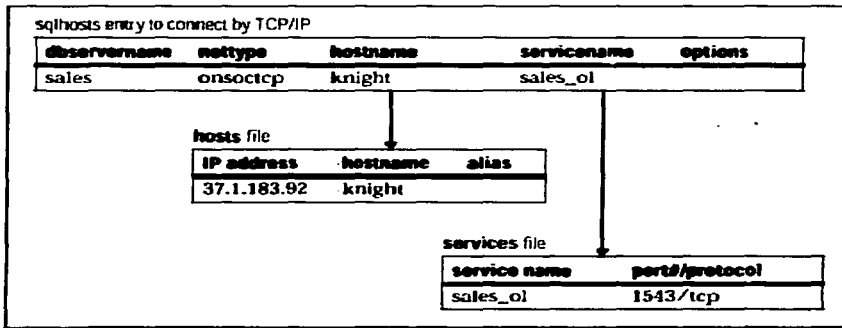 sqlhosts entry to connect by TCP/IP
dbservername nettype hostname servicename options
sales onsoctcp knight sales_ol
hosts file
IP address hostname alias
37.1.183.92 knight
services file
service name port#/protocol
sales_ol 1543/tcp